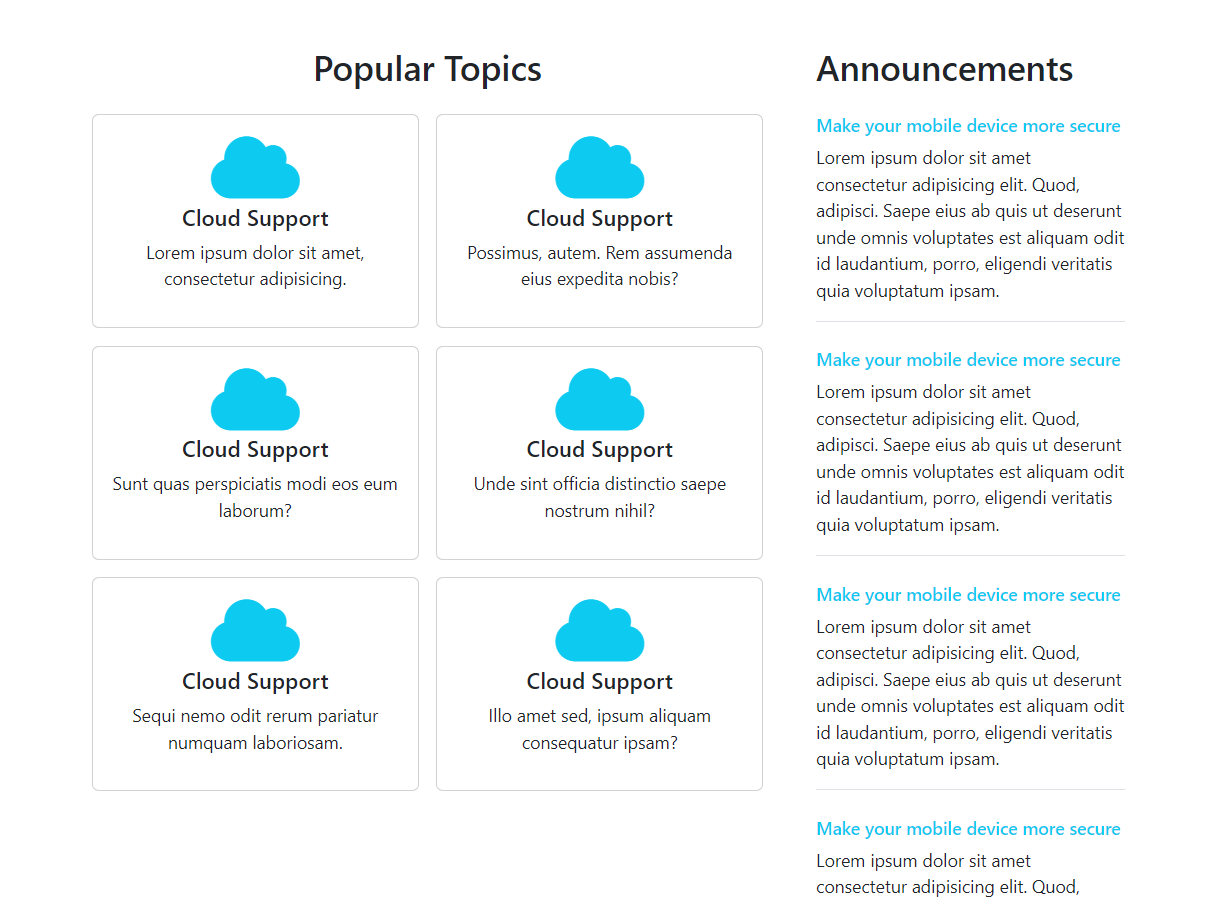 Popular Topics
Cloud Support
Lorem ipsum dolor sit amet,
consectetur adipisicing.
Cloud Support
Possimus, autem. Rem assumenda
eius expedita nobis?
Cloud Support
Sunt quas perspiciatis modi eos eum
laborum?
Cloud Support
Unde sint officia distinctio saepe
nostrum nihil?
Cloud Support
Sequi nemo odit rerum pariatur
numquam laboriosam.
Cloud Support
Illo amet sed, ipsum aliquam
consequatur ipsam?
Announcements
Make your mobile device more secure
Lorem ipsum dolor sit amet
consectetur adipisicing elit. Quod,
adipisci. Saepe eius ab quis ut deserunt
unde omnis voluptates est aliquam odit
id laudantium, porro, eligendi veritatis
quia voluptatum ipsam.
Make your mobile device more secure
Lorem ipsum dolor sit amet
consectetur adipisicing elit. Quod,
adipisci. Saepe eius ab quis ut deserunt
unde omnis voluptates est aliquam odit
id laudantium, porro, eligendi veritatis
quia voluptatum ipsam.
Make your mobile device more secure
Lorem ipsum dolor sit amet
consectetur adipisicing elit. Quod,
adipisci. Saepe eius ab quis ut deserunt
unde omnis voluptates est aliquam odit
id laudantium, porro, eligendi veritatis
quia voluptatum ipsam.
Make your mobile device more secure
Lorem ipsum dolor sit amet
consectetur adipisicing elit. Quod,